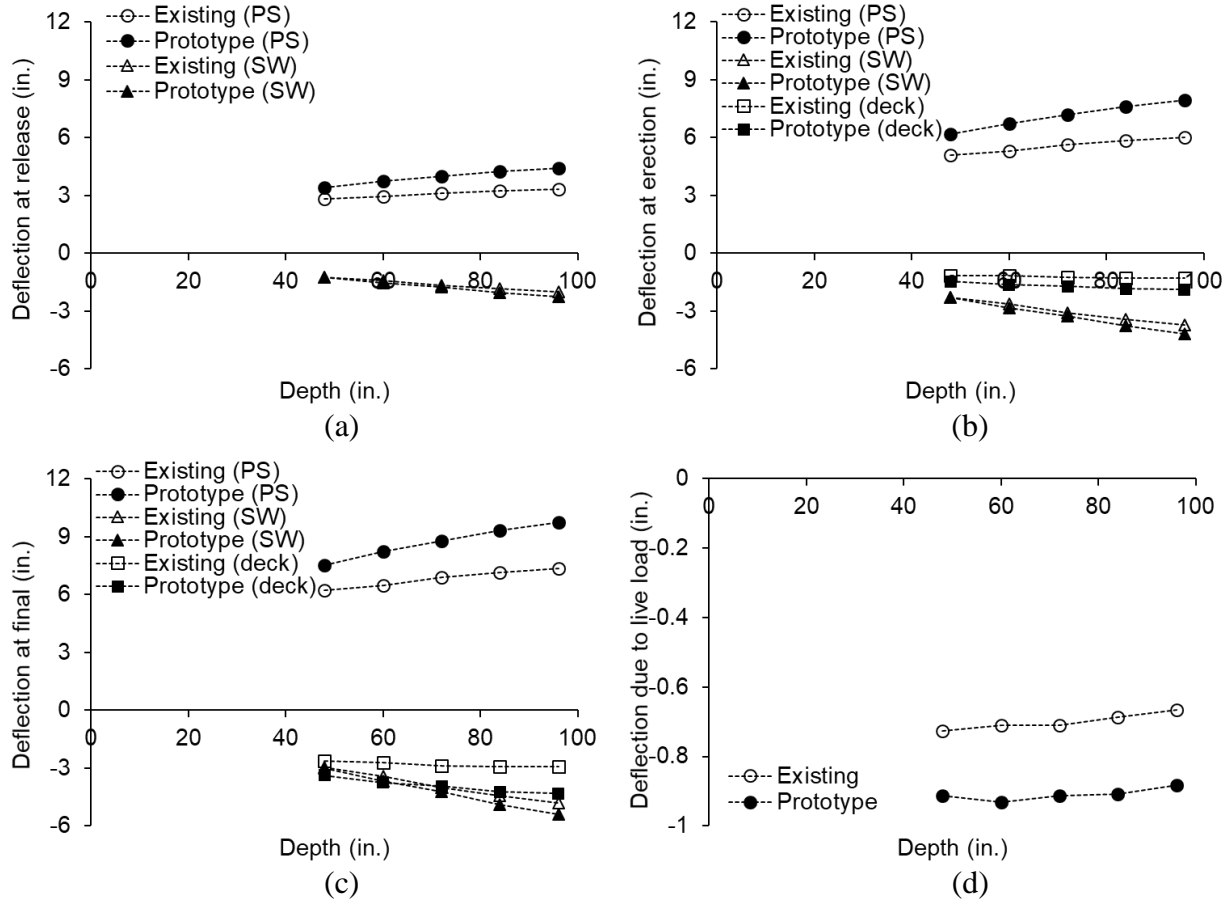 Existing (PS)
Prototype (PS)
Existing (SW)
Prototype (SW)
Deflection at release (in.)
12
9
6
3
0
-3
-6
0 20 40 60 80 100
Depth (in.)
(a)
Existing (PS)
Prototype (PS)
Existing (SW)
Prototype (SW)
Existing (deck)
Prototype (deck)
Deflection at erection (in.)
12
9
6
3
0
-3
-6
0 20 40 60 80 100
Depth (in.)
(b)
Existing (PS)
Prototype (PS)
Existing (SW)
Prototype (SW)
Existing (deck)
Prototype (deck)
Deflection at final (in.)
12
9
6
3
0
-3
-6
0 20 40 60 80 100
Depth (in.)
(c)
Deflection due to live load (in.)
0
-0.2
-0.4
-0.6
-0.8
-1
0 20 40 60 80 100
Existing
Prototype
Depth (in.)
(d)